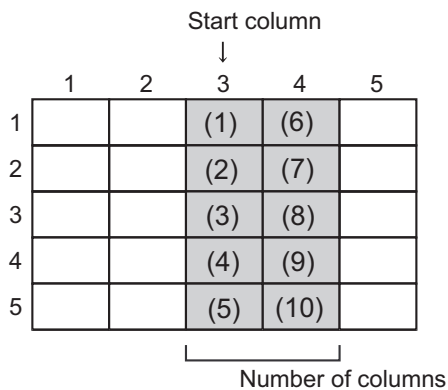 Start column
↓
1 2 3 4 5
1 (1) (6)
2 (2) (7)
3 (3) (8)
4 (4) (9)
5 (5) (10)
Number of columns